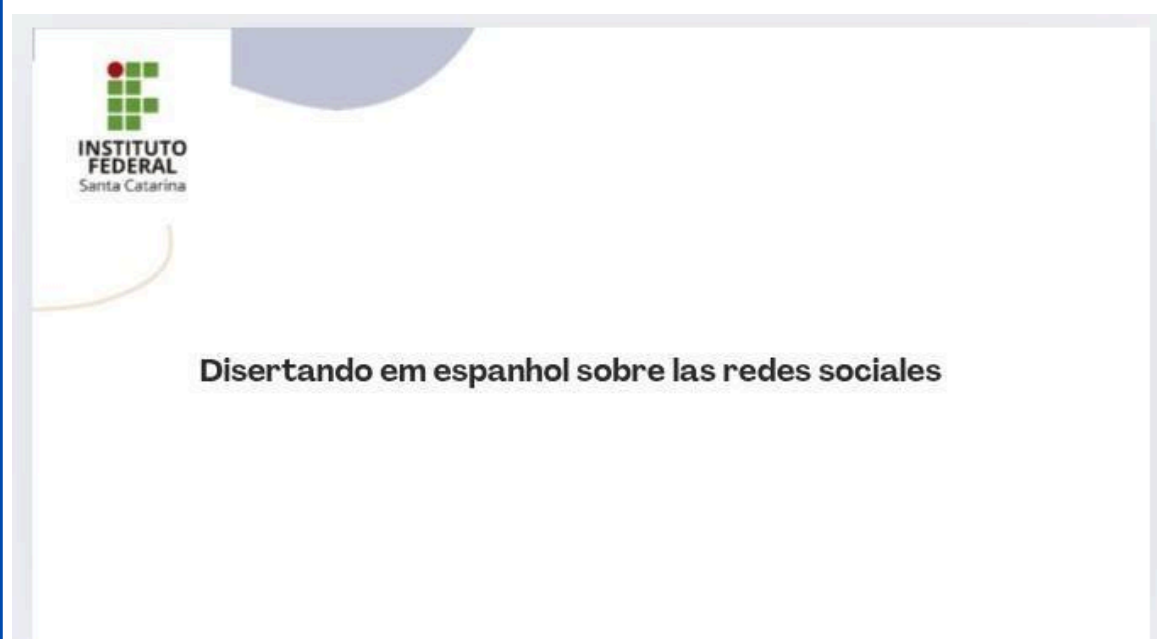 INSTITUTO
FEDERAL
Santa Catarina
Disertando em espanhol sobre las redes sociales